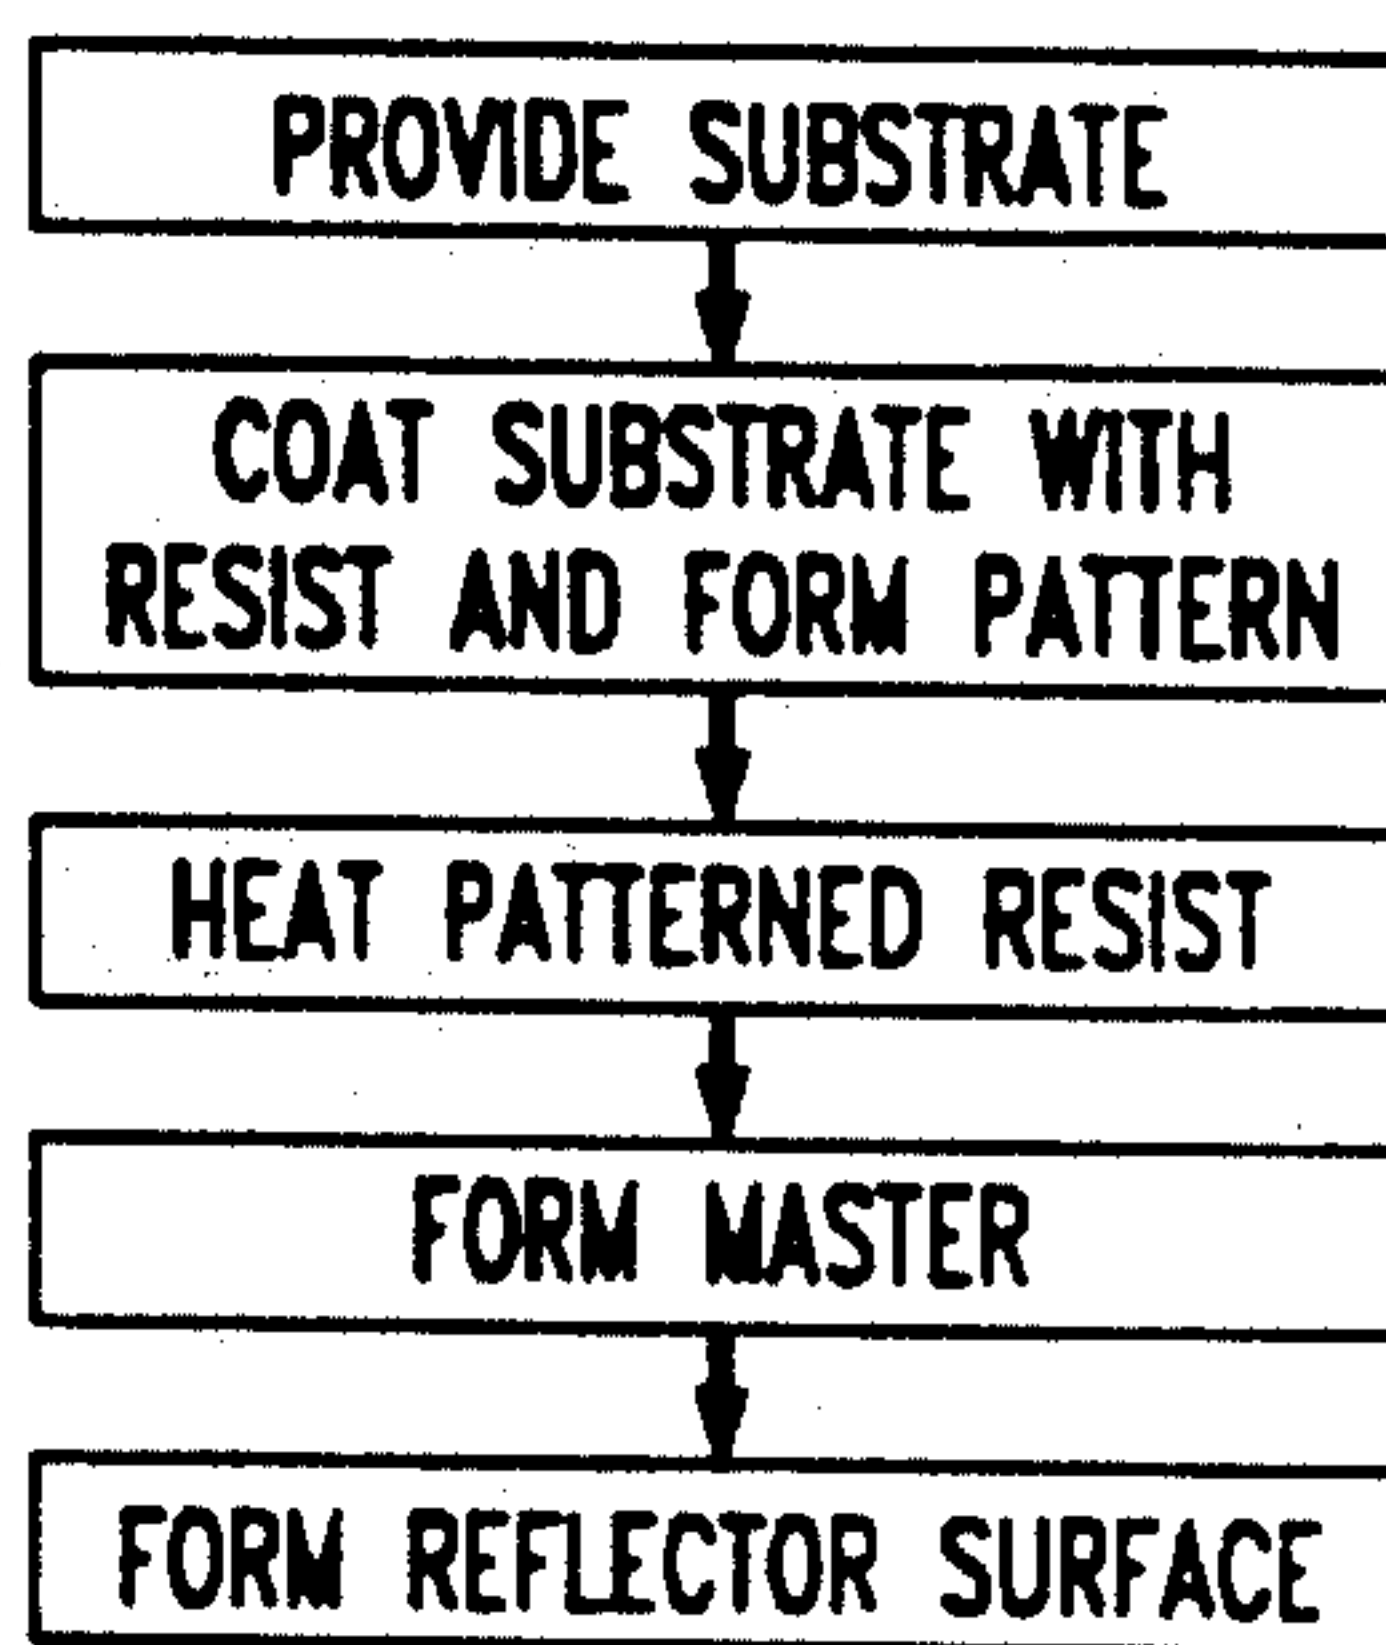 PROVIDE SUBSTRATE
COAT SUBSTRATE WITH
RESIST AND FORM PATTERN
HEAT PATTERNED RESIST
FORM MASTER
FORM REFLECTOR SURFACE